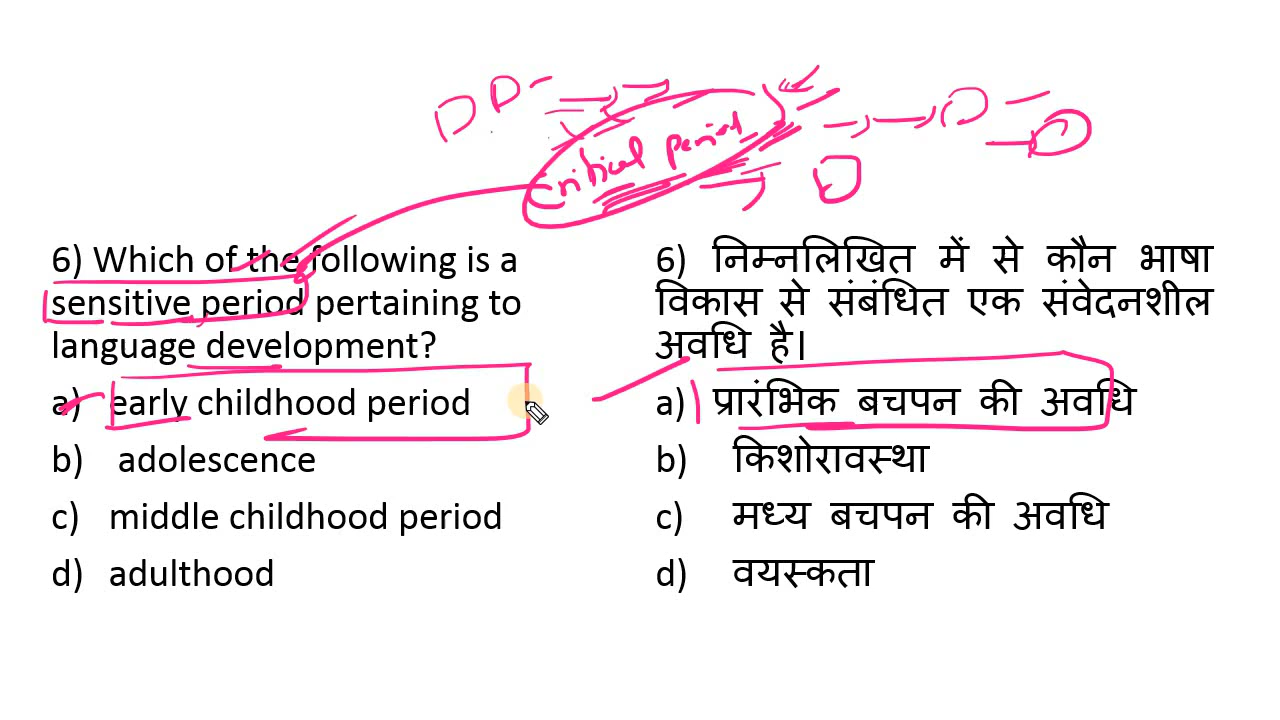 D D
critical period
D
D
D
6) Which of the following is a
sensitive period pertaining to
language development?
a) early childhood period
b) adolescence
c) middle childhood period
d) adulthood
6) निम्नलिखित में से कौन भाषा
विकास से संबंधित एक संवेदनशील
अवधि है।
a) प्रारंभिक बचपन की अवधि
b) किशोरावस्था
c) मध्य बचपन की अवधि
d) वयस्कता